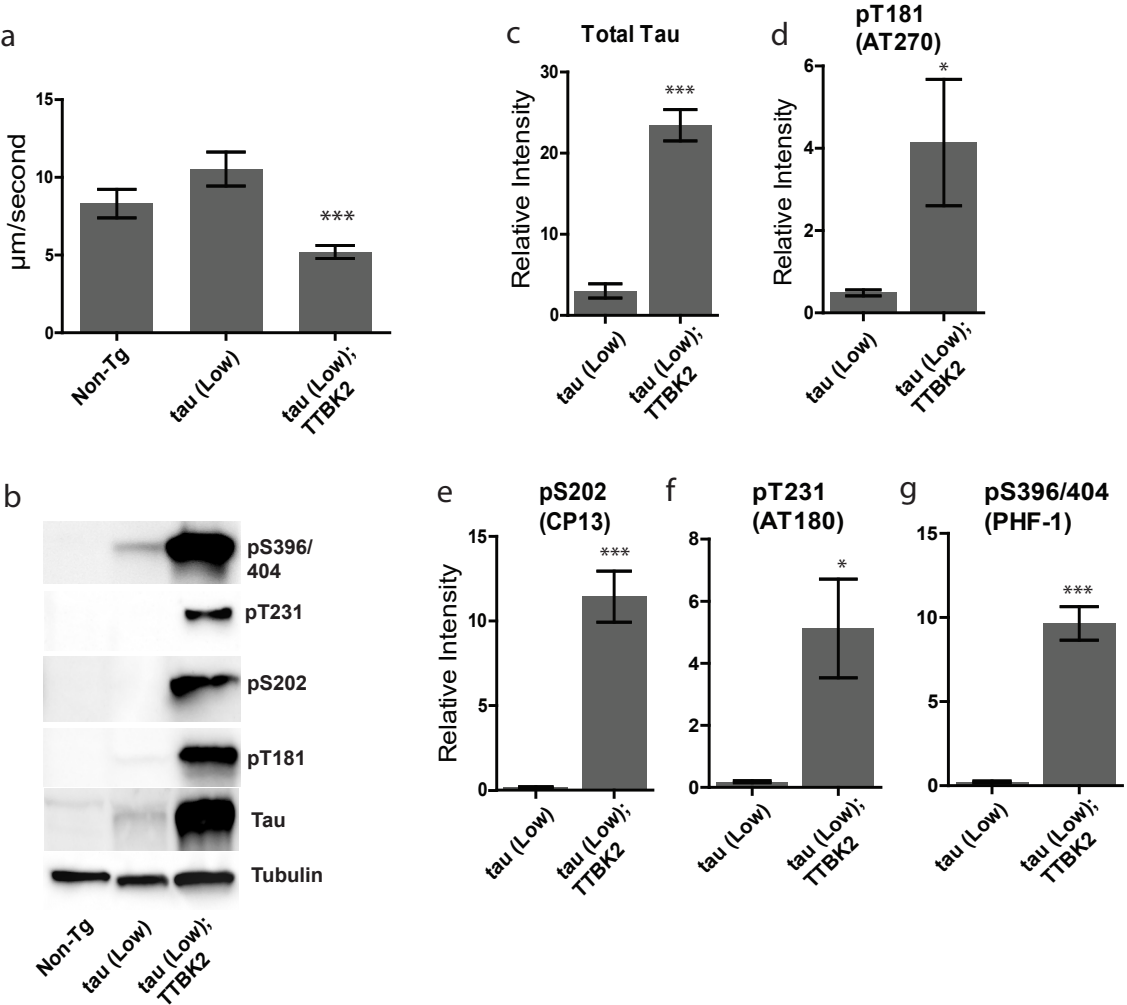 a
µm/second
15
10
5
0
***
Non-Tg
tau (Low)
tau (Low);
TTBK2
b
pS396/
404
pT231
pS202
pT181
Tau
Tubulin
Non-Tg
tau (Low)
tau (Low);
TTBK2
c
Total Tau
Relative Intensity
30
20
10
0
***
tau (Low)
tau (Low);
TTBK2
d
pT181
(AT270)
Relative Intensity
6
4
2
0
*
tau (Low)
tau (Low);
TTBK2
e
pS202
(CP13)
Relative Intensity
15
10
5
0
***
tau (Low)
tau (Low);
TTBK2
f
pT231
(AT180)
8
6
4
2
0
*
tau (Low)
tau (Low);
TTBK2
g
pS396/404
(PHF-1)
15
10
5
0
***
tau (Low)
tau (Low);
TTBK2